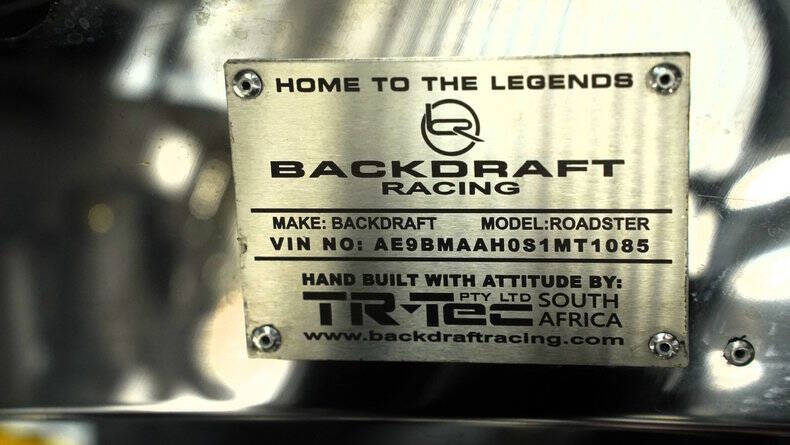 HOME TO THE LEGENDS
BACKDRAFT
RACING
MAKE: BACKDRAFT MODEL:ROADSTER
VIN NO: AE9BMAAH0S1MT1085
HAND BUILT WITH ATTITUDE BY:
TR-Tec PTY LTD SOUTH AFRICA
www.backdraftracing.com